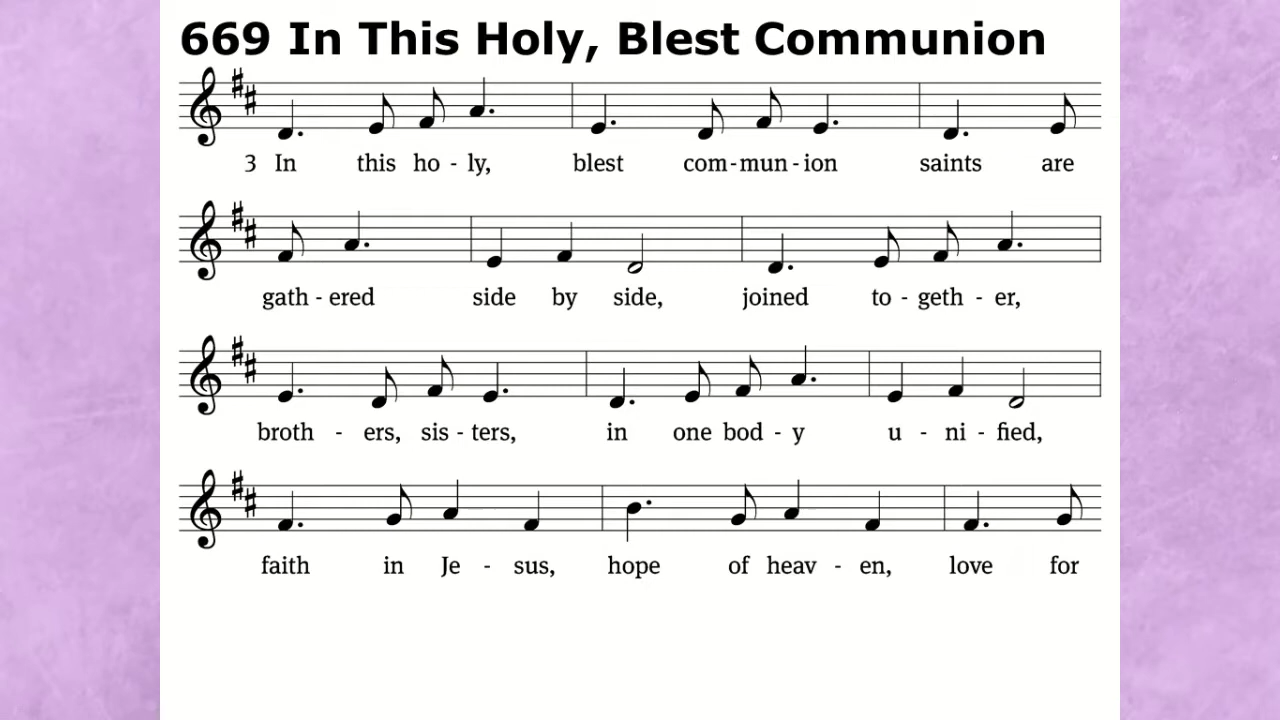 669 In This Holy, Blest Communion
3 In this ho - ly, blest com - mun - ion saints are
gath - ered side by side, joined to - geth - er,
broth - ers, sis - ters, in one bod - y u - ni - fied,
faith in Je - sus, hope of heav - en, love for